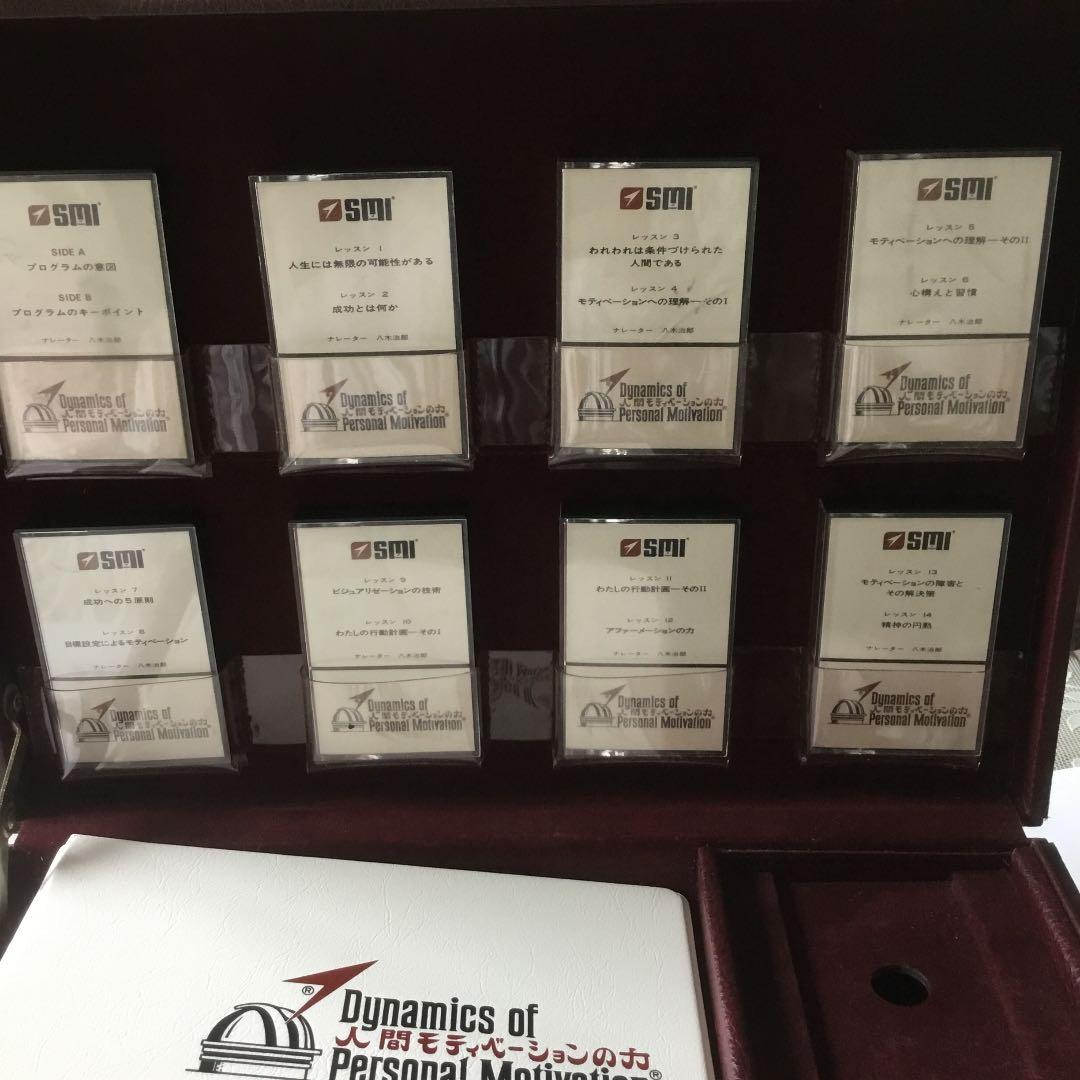 SMI
SIDE A
プログラムの意図
SIDE B
プログラムのキーポイント
ナレーター 八木治郎
Dynamics of
人間モティベーションの力
Personal Motivation®
SMI
レッスン 1
人生には無限の可能性がある
レッスン 2
成功とは何か
ナレーター 八木治郎
Dynamics of
人間モティベーションの力
Personal Motivation®
SMI
レッスン 3
われわれは条件づけられた
人間である
レッスン 4
モティベーションへの理解—その I
ナレーター 八木治郎
Dynamics of
人間モティベーションの力
Personal Motivation®
SMI
レッスン 5
モティベーションへの理解—その II
レッスン 6
心構えと習慣
ナレーター 八木治郎
Dynamics of
人間モティベーションの力
Personal Motivation®
SMI
レッスン 7
成功への5原則
レッスン 8
目標設定によるモティベーション
ナレーター 八木治郎
Dynamics of
人間モティベーションの力
Personal Motivation®
SMI
レッスン 9
ビジュアリゼーションの技術
レッスン 10
わたしの行動計画—その I
ナレーター 八木治郎
Dynamics of
人間モティベーションの力
Personal Motivation®
SMI
レッスン 11
わたしの行動計画—その II
レッスン 12
アファーメーションの力
ナレーター 八木治郎
Dynamics of
人間モティベーションの力
Personal Motivation®
SMI
レッスン 13
モティベーションの障害と
その解決策
レッスン 14
精神の円熟
ナレーター 八木治郎
Dynamics of
人間モティベーションの力
Personal Motivation®
®
Dynamics of
人間モティベーションの力
Personal Motivation®